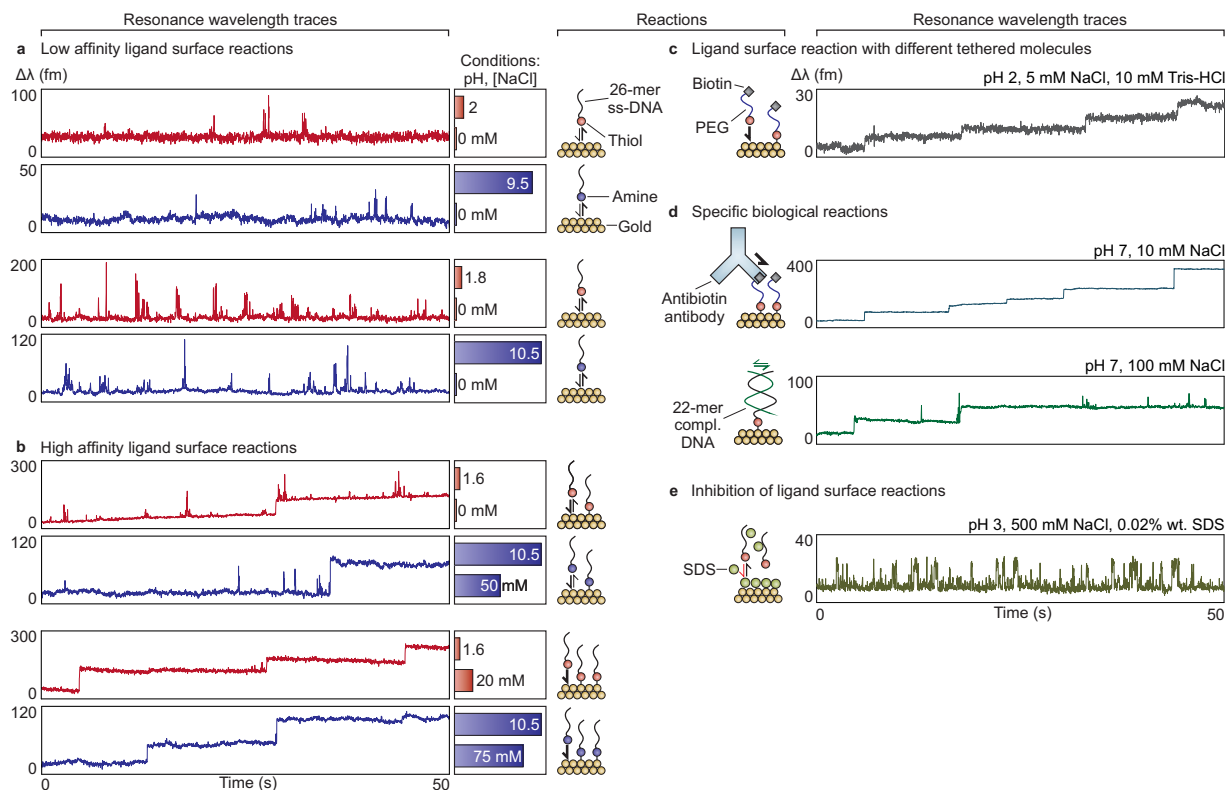 Resonance wavelength traces
Reactions
Resonance wavelength traces
a Low affinity ligand surface reactions
Δλ (fm)
Conditions:
pH, [NaCl]
100
0
2
0 mM
26-mer
ss-DNA
Thiol
50
0
9.5
0 mM
Amine
Gold
200
0
1.8
0 mM
120
0
10.5
0 mM
b High affinity ligand surface reactions
300
0
1.6
0 mM
120
0
10.5
50 mM
300
0
1.6
20 mM
120
0
10.5
75 mM
0
Time (s)
50
c Ligand surface reaction with different tethered molecules
Biotin
PEG
Δλ (fm)
pH 2, 5 mM NaCl, 10 mM Tris-HCl
30
0
d Specific biological reactions
Antibiotin
antibody
pH 7, 10 mM NaCl
400
0
22-mer
compl.
DNA
pH 7, 100 mM NaCl
100
0
e Inhibition of ligand surface reactions
SDS
pH 3, 500 mM NaCl, 0.02% wt. SDS
40
0
0
Time (s)
50